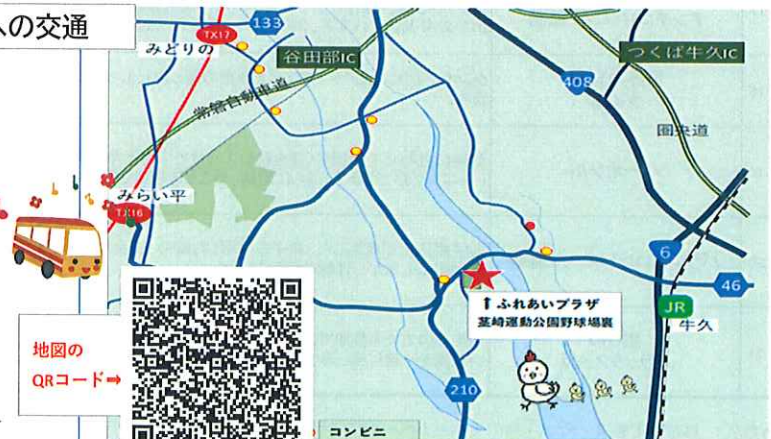 への交通
133
TX17
みどりの
谷田部IC
つくば牛久IC
408
常磐自動車道
圏央道
みらい平
TX16
6
46
↑ふれあいプラザ
茎崎運動公園野球場裏
JR
牛久
地図の
QRコード➡
210
コンビニ